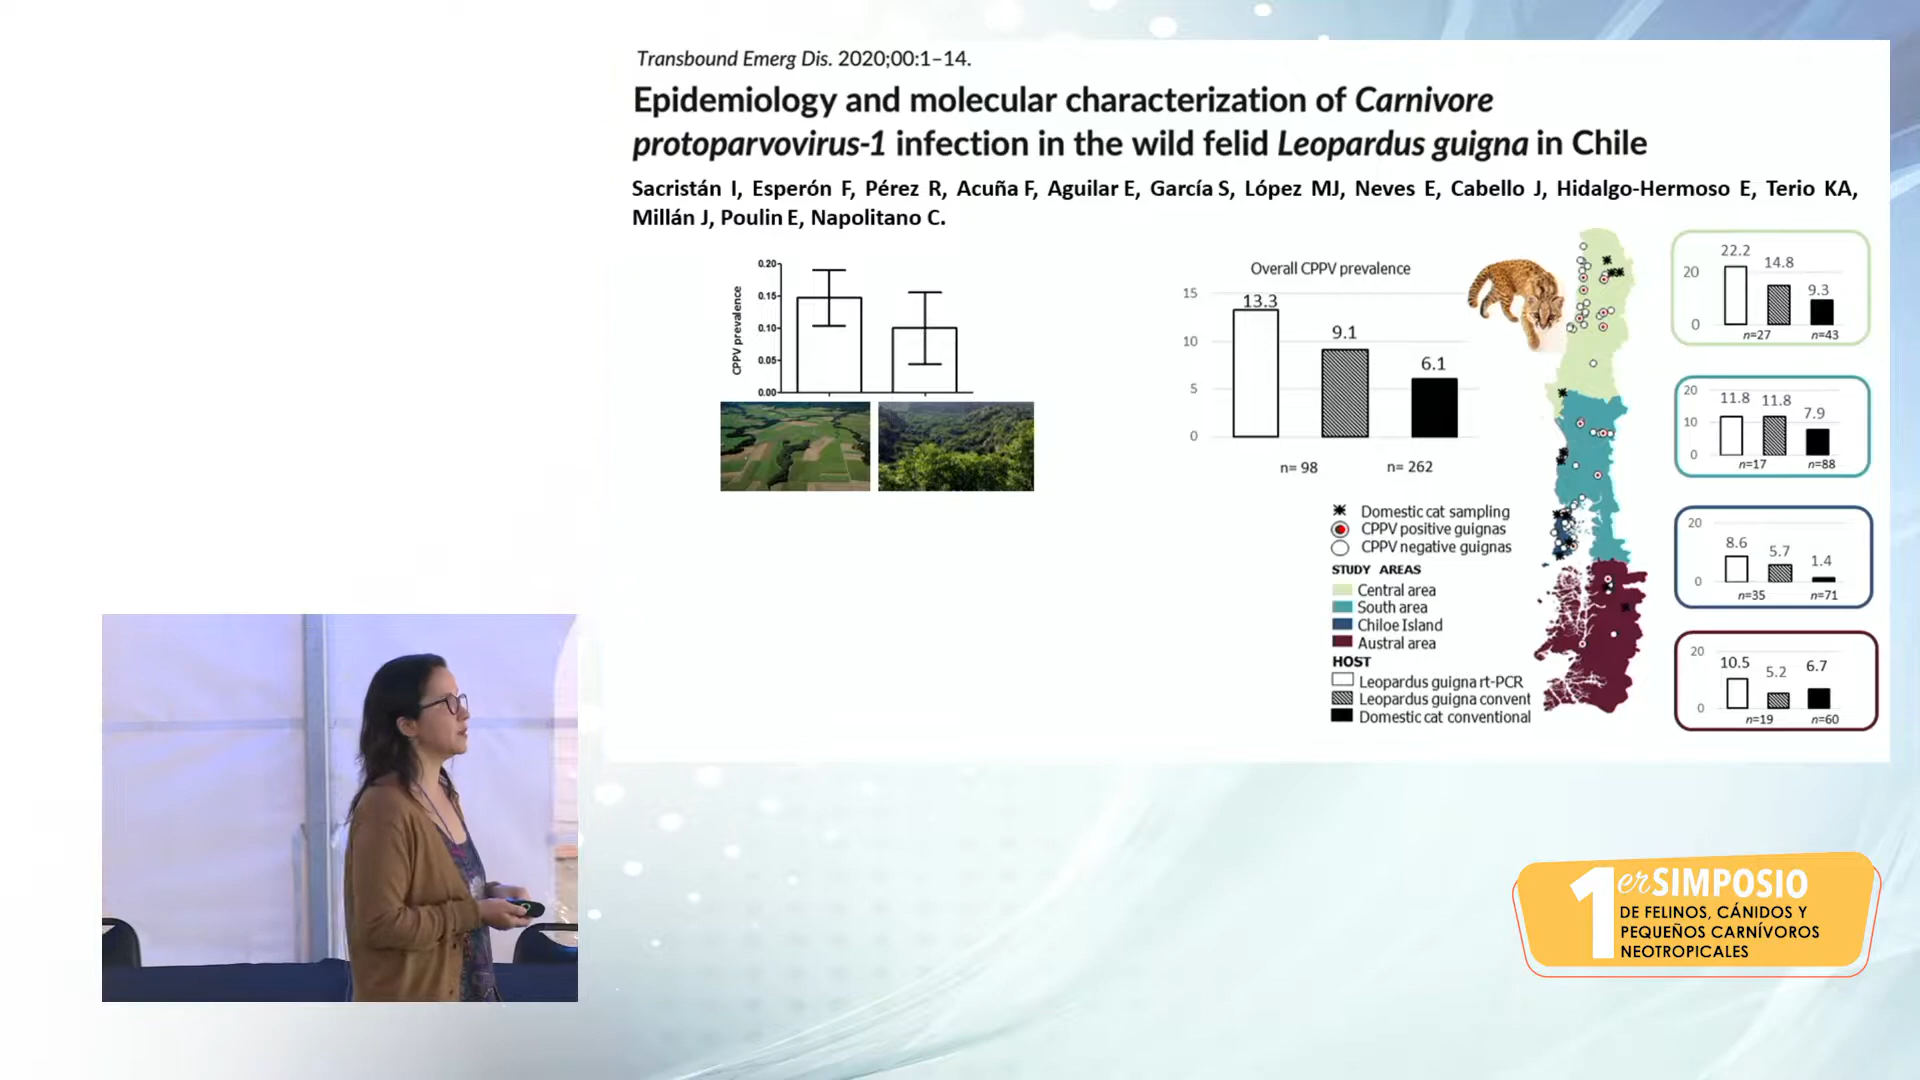 Transbound Emerg Dis. 2020;00:1–14.
Epidemiology and molecular characterization of Carnivore
protoparvovirus-1 infection in the wild felid Leopardus guigna in Chile
Sacristán I, Esperón F, Pérez R, Acuña F, Aguilar E, García S, López MJ, Neves E, Cabello J, Hidalgo-Hermoso E, Terio KA,
Millán J, Poulin E, Napolitano C.
CPPV prevalence
0.20
0.15
0.10
0.05
0.00
Overall CPPV prevalence
15
10
5
0
13.3
9.1
6.1
n= 98
n= 262
Domestic cat sampling
CPPV positive guignas
CPPV negative guignas
STUDY AREAS
Central area
South area
Chiloe Island
Austral area
HOST
Leopardus guigna rt-PCR
Leopardus guigna convent
Domestic cat conventional
20
0
22.2
14.8
9.3
n=27
n=43
20
10
0
11.8
11.8
7.9
n=17
n=88
20
0
8.6
5.7
1.4
n=35
n=71
20
0
10.5
5.2
6.7
n=19
n=60
1er SIMPOSIO
DE FELINOS, CÁNIDOS Y
PEQUEÑOS CARNÍVOROS
NEOTROPICALES